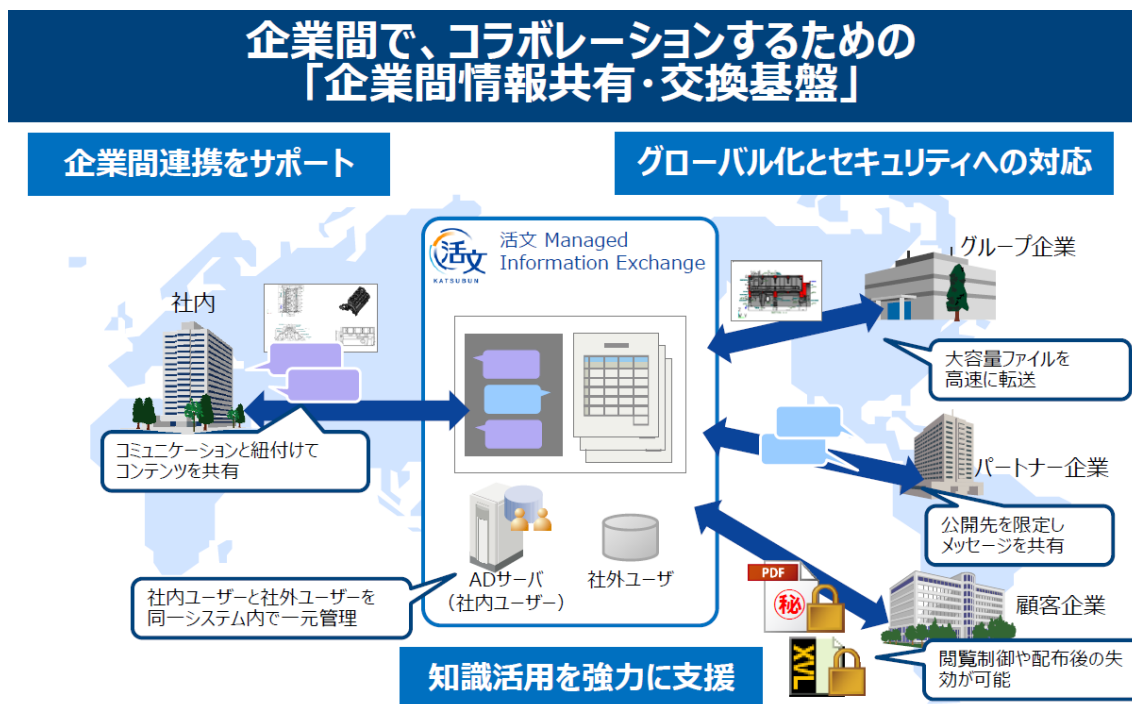 企業間で、コラボレーションするための
「企業間情報共有・交換基盤」
企業間連携をサポート
グローバル化とセキュリティへの対応
活文
KATSUBUN
活文 Managed
Information Exchange
社内
コミュニケーションと紐付けて
コンテンツを共有
グループ企業
大容量ファイルを
高速に転送
パートナー企業
公開先を限定し
メッセージを共有
ADサーバ
（社内ユーザー）
社外ユーザ
社内ユーザーと社外ユーザーを
同一システム内で一元管理
PDF
秘
XVL
顧客企業
閲覧制御や配布後の失
効が可能
知識活用を強力に支援